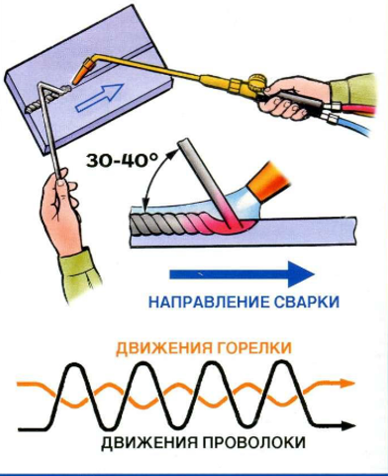 30-40°
НАПРАВЛЕНИЕ СВАРКИ
ДВИЖЕНИЯ ГОРЕЛКИ
ДВИЖЕНИЯ ПРОВОЛОКИ